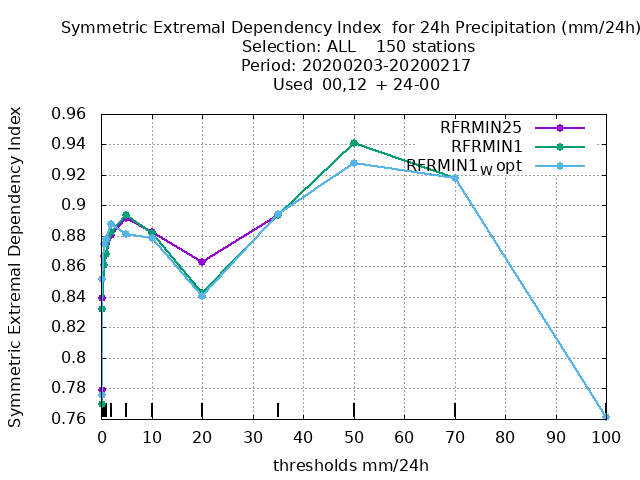 Symmetric Extremal Dependency Index  for 24h Precipitation (mm/24h)
Selection: ALL    150 stations
Period: 20200203-20200217
Used  00,12  + 24-00
Symmetric Extremal Dependency Index
0.96
0.94
0.92
0.9
0.88
0.86
0.84
0.82
0.8
0.78
0.76
RFRMIN25
RFRMIN1
RFRMIN1W opt
0 10 20 30 40 50 60 70 80 90 100
thresholds mm/24h